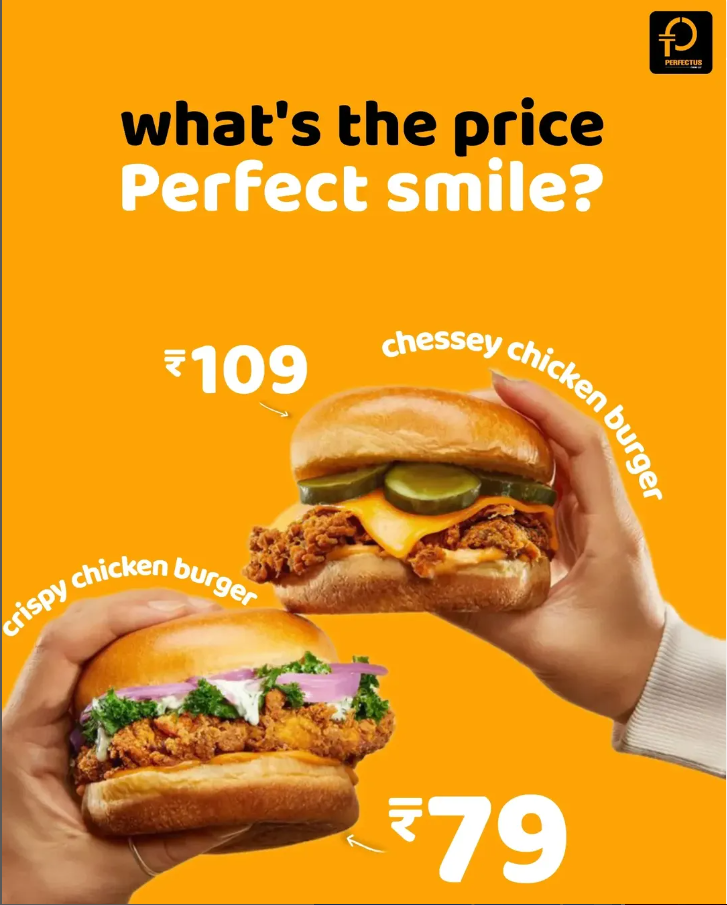 PERFECTUS
what's the price
Perfect smile?
₹109
chessey chicken burger
crispy chicken burger
₹79